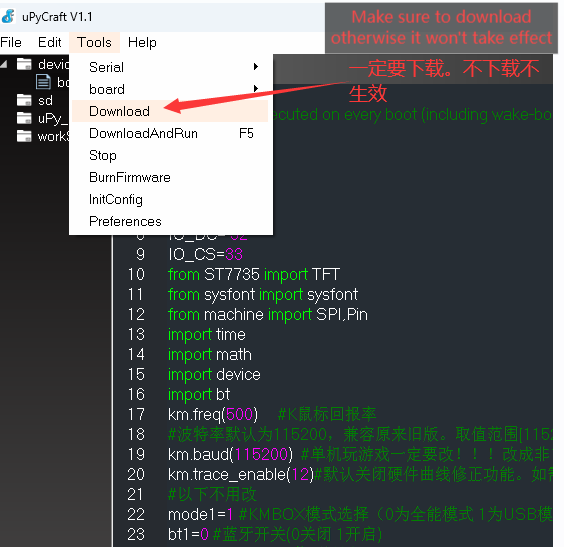 uPyCraft V1.1
Make sure to download
otherwise it won't take effect
File Edit Tools Help
一定要下载。不下载不
生效
devic
Serial
board
Download
DownloadAndRun F5
Stop
BurnFirmware
InitConfig
Preferences
bo
sd
uPy_
workS
ecuted on every boot (including wake-bo
9 IO_CS=33
10 from ST7735 import TFT
11 from sysfont import sysfont
12 from machine import SPI,Pin
13 import time
14 import math
15 import device
16 import bt
17 km.freq(500) #K鼠标回报率
18 #波特率默认为115200，兼容原来旧版。取值范围|1152
19 km.baud(115200) #单机玩游戏一定要改！！！改成非
20 km.trace_enable(12)#默认关闭硬件曲线修正功能。如
21 #以下不用改
22 mode1=1 #KMBOX模式选择（0为全能模式 1为USB模
23 bt1=0 #蓝牙开关(0关闭 1开启)